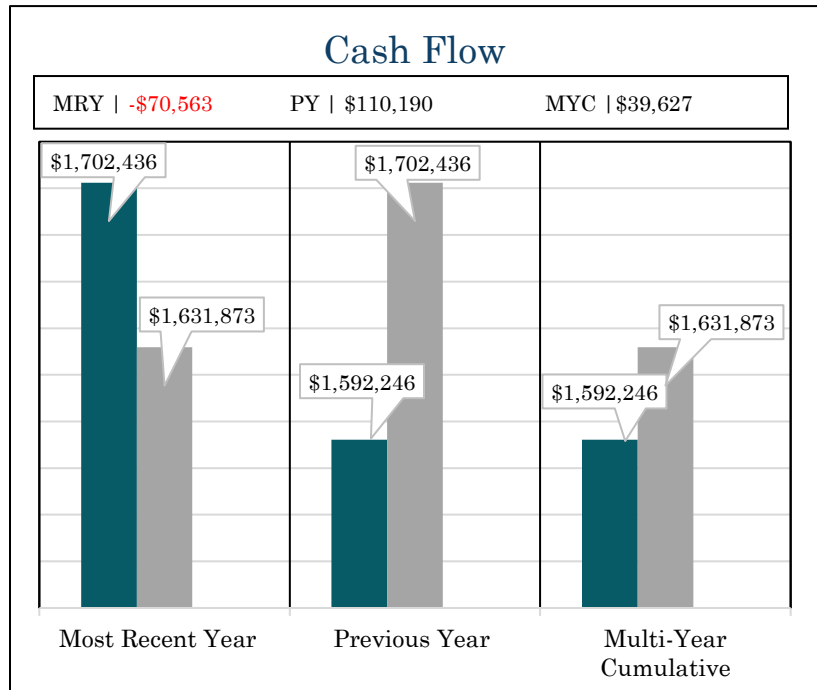 Cash Flow
MRY | -$70,563 PY | $110,190 MYC |$39,627
$1,702,436
$1,631,873
$1,592,246
$1,702,436
$1,592,246
$1,631,873
Most Recent Year
Previous Year
Multi-Year
Cumulative